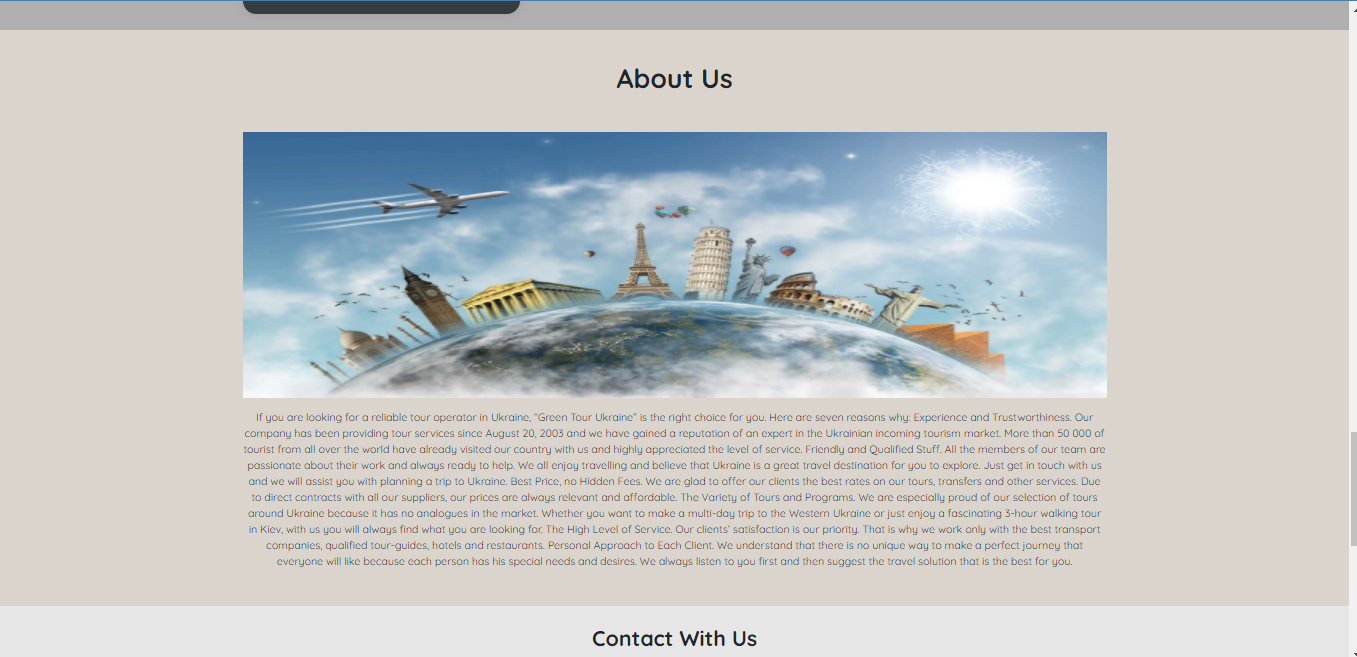 About Us
If you are looking for a reliable tour operator in Ukraine, “Green Tour Ukraine” is the right choice for you. Here are seven reasons why: Experience and Trustworthiness. Our
company has been providing tour services since August 20, 2003 and we have gained a reputation of an expert in the Ukrainian incoming tourism market. More than 50 000 of
tourist from all over the world have already visited our country with us and highly appreciated the level of service. Friendly and Qualified Stuff. All the members of our team are
passionate about their work and always ready to help. We all enjoy travelling and believe that Ukraine is a great travel destination for you to explore. Just get in touch with us
and we will assist you with planning a trip to Ukraine. Best Price, no Hidden Fees. We are glad to offer our clients the best rates on our tours, transfers and other services. Due
to direct contracts with all our suppliers, our prices are always relevant and affordable. The Variety of Tours and Programs. We are especially proud of our selection of tours
around Ukraine because it has no analogues in the market. Whether you want to make a multi-day trip to the Western Ukraine or just enjoy a fascinating 3-hour walking tour
in Kiev, with us you will always find what you are looking for. The High Level of Service. Our clients’ satisfaction is our priority. That is why we work only with the best transport
companies, qualified tour-guides, hotels and restaurants. Personal Approach to Each Client. We understand that there is no unique way to make a perfect journey that
everyone will like because each person has his special needs and desires. We always listen to you first and then suggest the travel solution that is the best for you.
Contact With Us